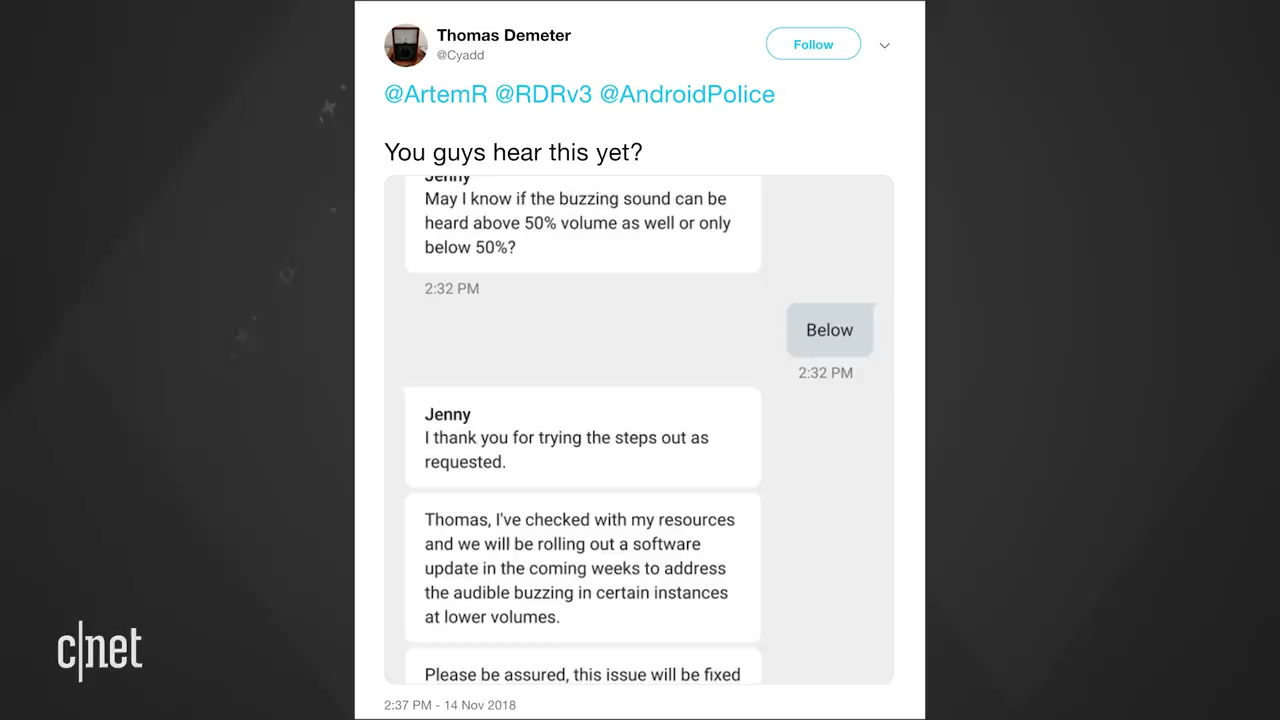 Thomas Demeter
@Cyadd
Follow
@ArtemR @RDRv3 @AndroidPolice
You guys hear this yet?
Jenny
May I know if the buzzing sound can be
heard above 50% volume as well or only
below 50%?
2:32 PM
Below
2:32 PM
Jenny
I thank you for trying the steps out as
requested.
Thomas, I've checked with my resources
and we will be rolling out a software
update in the coming weeks to address
the audible buzzing in certain instances
at lower volumes.
Please be assured, this issue will be fixed
2:37 PM - 14 Nov 2018
c|net